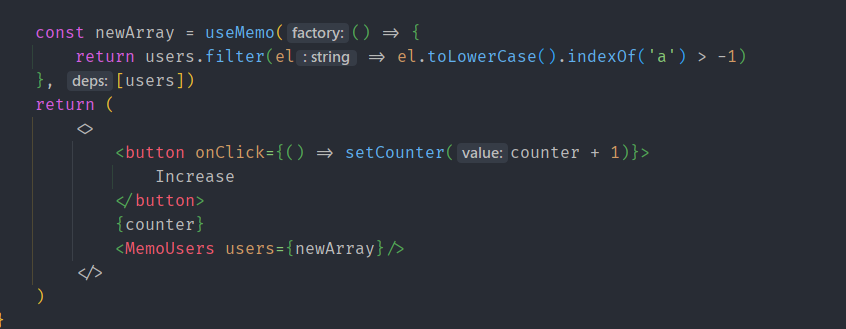 const newArray = useMemo( factory: () => {
    return users.filter(el : string => el.toLowerCase().indexOf('a') > -1)
}, deps: [users])
return (
    <>
        <button onClick={() => setCounter( value: counter + 1)}>
            Increase
        </button>
        {counter}
        <MemoUsers users={newArray}/>
    </>
)
}